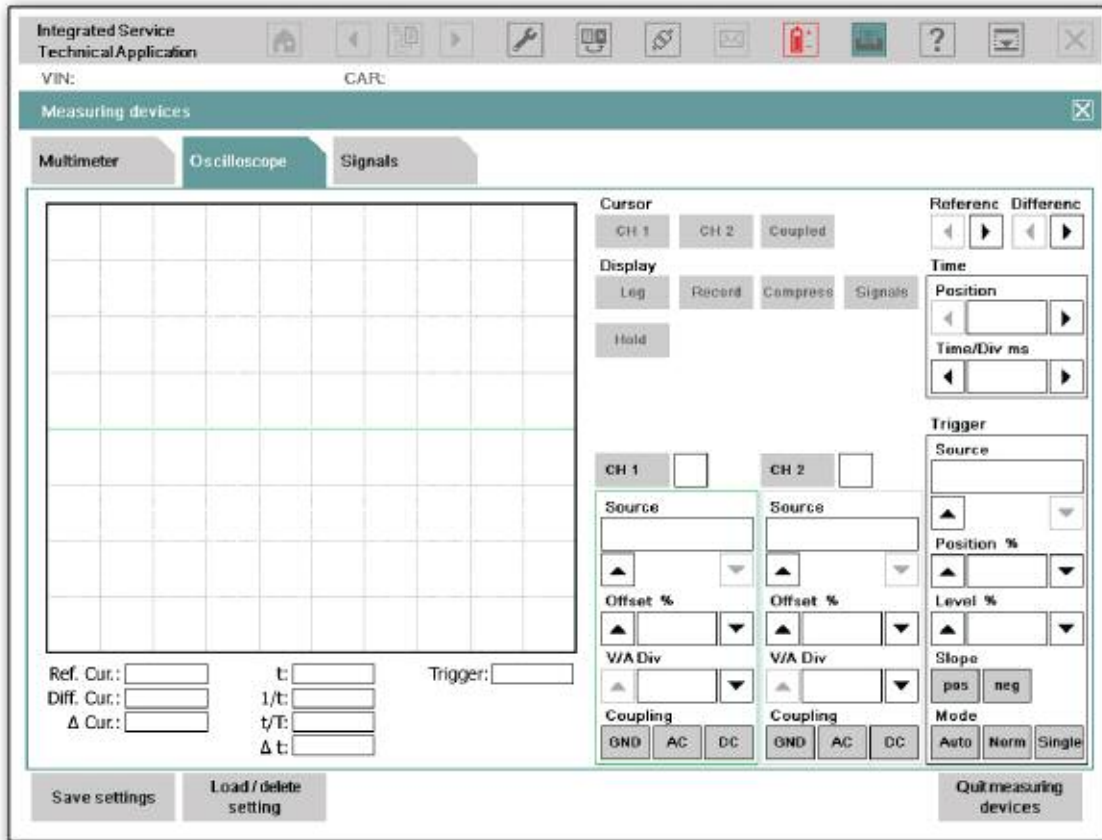 Integrated Service
Technical Application
?
VIN: CAR:
Measuring devices
Multimeter Oscilloscope Signals
Cursor
CH 1 CH 2 Coupled
Referenc Differenc
Display
Log Record Compress Signals
Hold
Time
Position
Time/Div ms
Trigger
Source
Position %
Level %
Slope
pos neg
Mode
Auto Norm Single
CH 1
Source
Offset %
V/A Div
Coupling
GND AC DC
CH 2
Source
Offset %
V/A Div
Coupling
GND AC DC
Ref. Cur.:
Diff. Cur.:
Δ Cur.:
t:
1/t:
t/T:
Δ t:
Trigger:
Save settings
Load / delete
setting
Quit measuring
devices